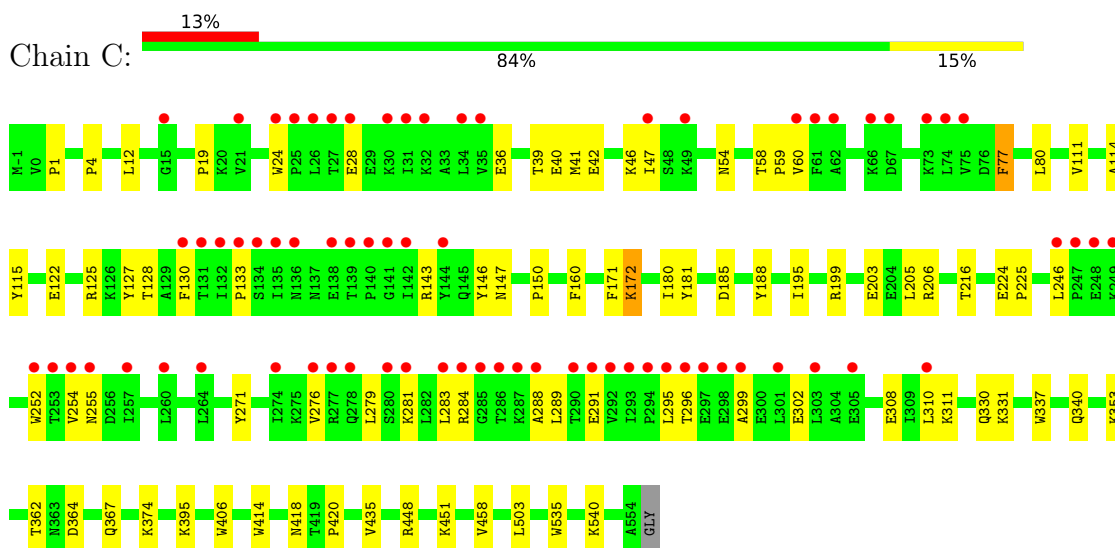 13%
Chain C:
84% 15%
M-1 V0 P1 P4 L12 G15 P19 K20 V21 W24 P25 L26 T27 E28 E29 K30 I31 K32 A33 L34 V35 E36 T39 E40 M41 E42 K46 I47 S48 K49 N54 T58 P59 V60 F61 A62 K66 D67 K73 L74 V75 D76 F77 L80 V111 A114
Y115 E122 R125 K126 Y127 T128 A129 F130 T131 I132 P133 S134 I135 N136 N137 E138 T139 P140 G141 I142 R143 Y144 Q145 Y146 N147 P150 F160 F171 K172 I180 Y181 D185 Y188 I195 R199 E203 E204 L205 R206 T216 E224 P225 L246 P247 E248 K249
W252 T253 V254 N255 D256 I257 L260 L264 Y271 I274 K275 V276 R277 Q278 L279 S280 K281 L282 L283 R284 G285 T286 K287 A288 L289 T290 E291 V292 I293 P294 L295 T296 E297 E298 A299 E300 L301 E302 L303 A304 E305 E308 I309 L310 K311 Q330 K331 W337 Q340 K353
T362 N363 D364 Q367 K374 K395 W406 W414 N418 T419 P420 V435 R448 K451 V458 L503 W535 K540 A554 GLY